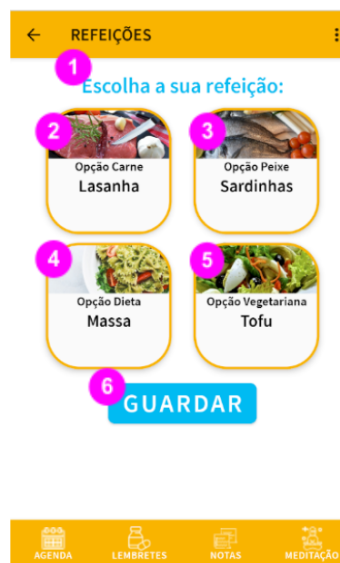 REFEIÇÕES
1
Escolha a sua refeição:
2
3
Opção Carne
Opção Peixe
Lasanha
Sardinhas
4
5
Opção Dieta
Opção Vegetariana
Massa
Tofu
6
GUARDAR
AGENDA
LEMBRETES
NOTAS
MEDITAÇÃO